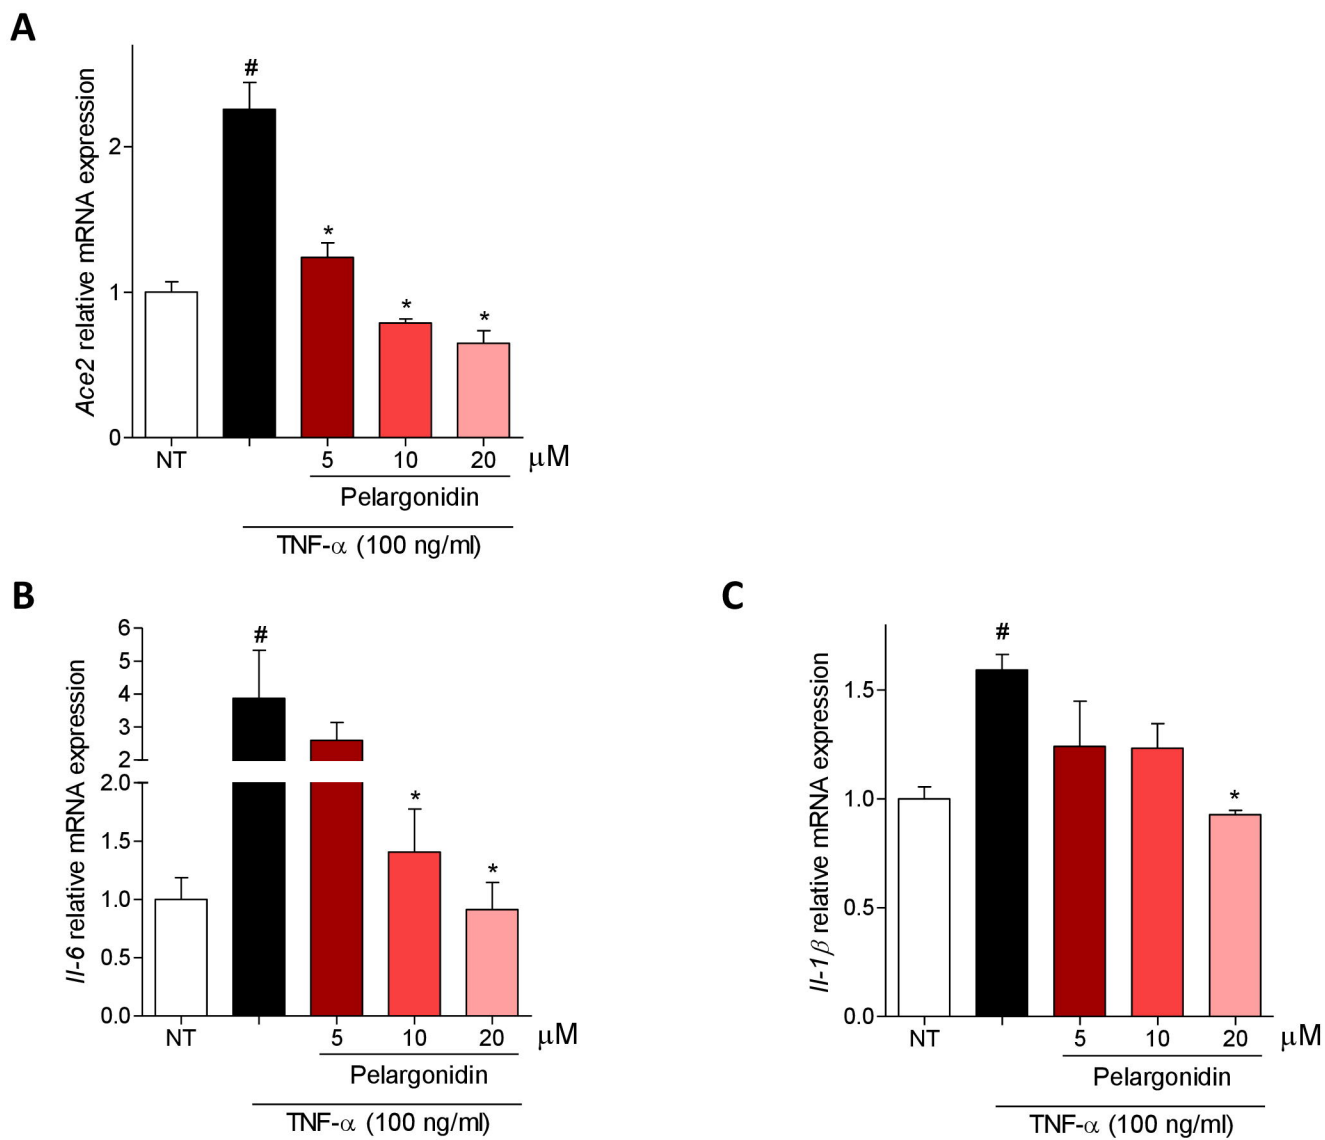 A
Ace2 relative mRNA expression
2
1
0
#
*
*
*
NT
5
10
20
μM
Pelargonidin
TNF-α (100 ng/ml)
B
Il-6 relative mRNA expression
6
5
4
3
2
2.0
1.5
1.0
0.5
0.0
#
*
*
NT
5
10
20
μM
Pelargonidin
TNF-α (100 ng/ml)
C
Il-1β relative mRNA expression
1.5
1.0
0.5
0.0
#
*
NT
5
10
20
μM
Pelargonidin
TNF-α (100 ng/ml)